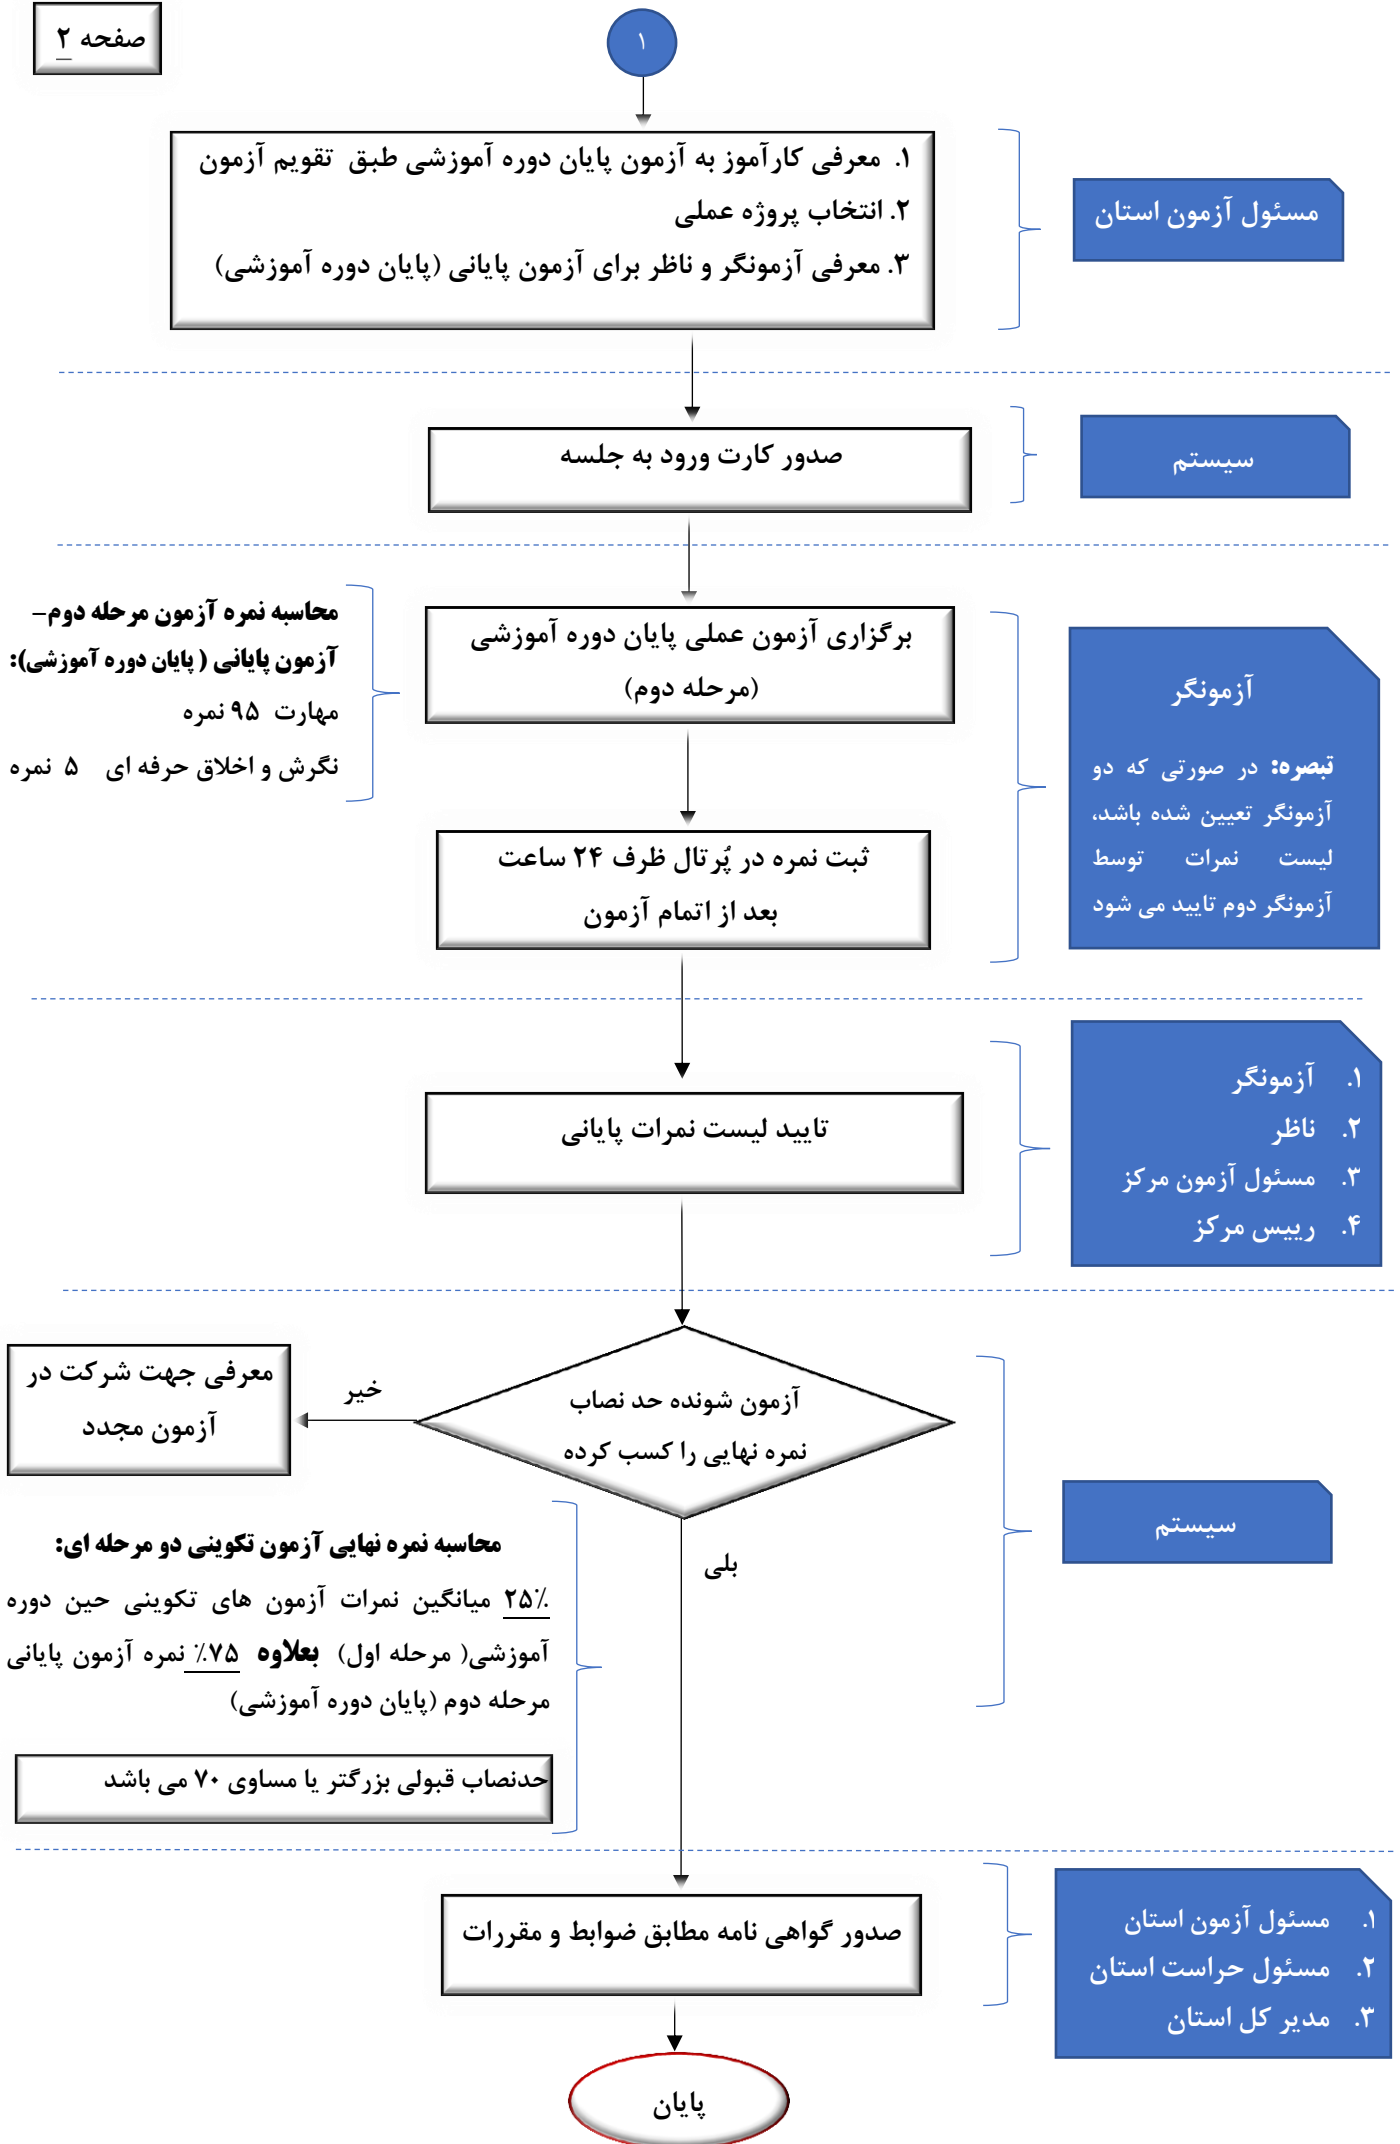 صفحه ۲
۱
۱. معرفی کارآموز به آزمون پایان دوره آموزشی طبق تقویم آزمون
۲. انتخاب پروژه عملی
۳. معرفی آزمونگر و ناظر برای آزمون پایانی (پایان دوره آموزشی)
مسئول آزمون استان
صدور کارت ورود به جلسه
سیستم
برگزاری آزمون عملی پایان دوره آموزشی
(مرحله دوم)
محاسبه نمره آزمون مرحله دوم–
آزمون پایانی ( پایان دوره آموزشی):
مهارت ۹۵ نمره
نگرش و اخلاق حرفه ای ۵ نمره
آزمونگر
تبصره: در صورتی که دو
آزمونگر تعیین شده باشد،
لیست نمرات توسط
آزمونگر دوم تایید می شود
ثبت نمره در پُرتال ظرف ۲۴ ساعت
بعد از اتمام آزمون
تایید لیست نمرات پایانی
۱. آزمونگر
۲. ناظر
۳. مسئول آزمون مرکز
۴. رییس مرکز
آزمون شونده حد نصاب
نمره نهایی را کسب کرده
خیر
معرفی جهت شرکت در
آزمون مجدد
بلی
سیستم
محاسبه نمره نهایی آزمون تکوینی دو مرحله ای:
۲۵٪ میانگین نمرات آزمون های تکوینی حین دوره
آموزشی( مرحله اول) بعلاوه ۷۵٪ نمره آزمون پایانی
مرحله دوم (پایان دوره آموزشی)
حدنصاب قبولی بزرگتر یا مساوی ۷۰ می باشد
صدور گواهی نامه مطابق ضوابط و مقررات
۱. مسئول آزمون استان
۲. مسئول حراست استان
۳. مدیر کل استان
پایان